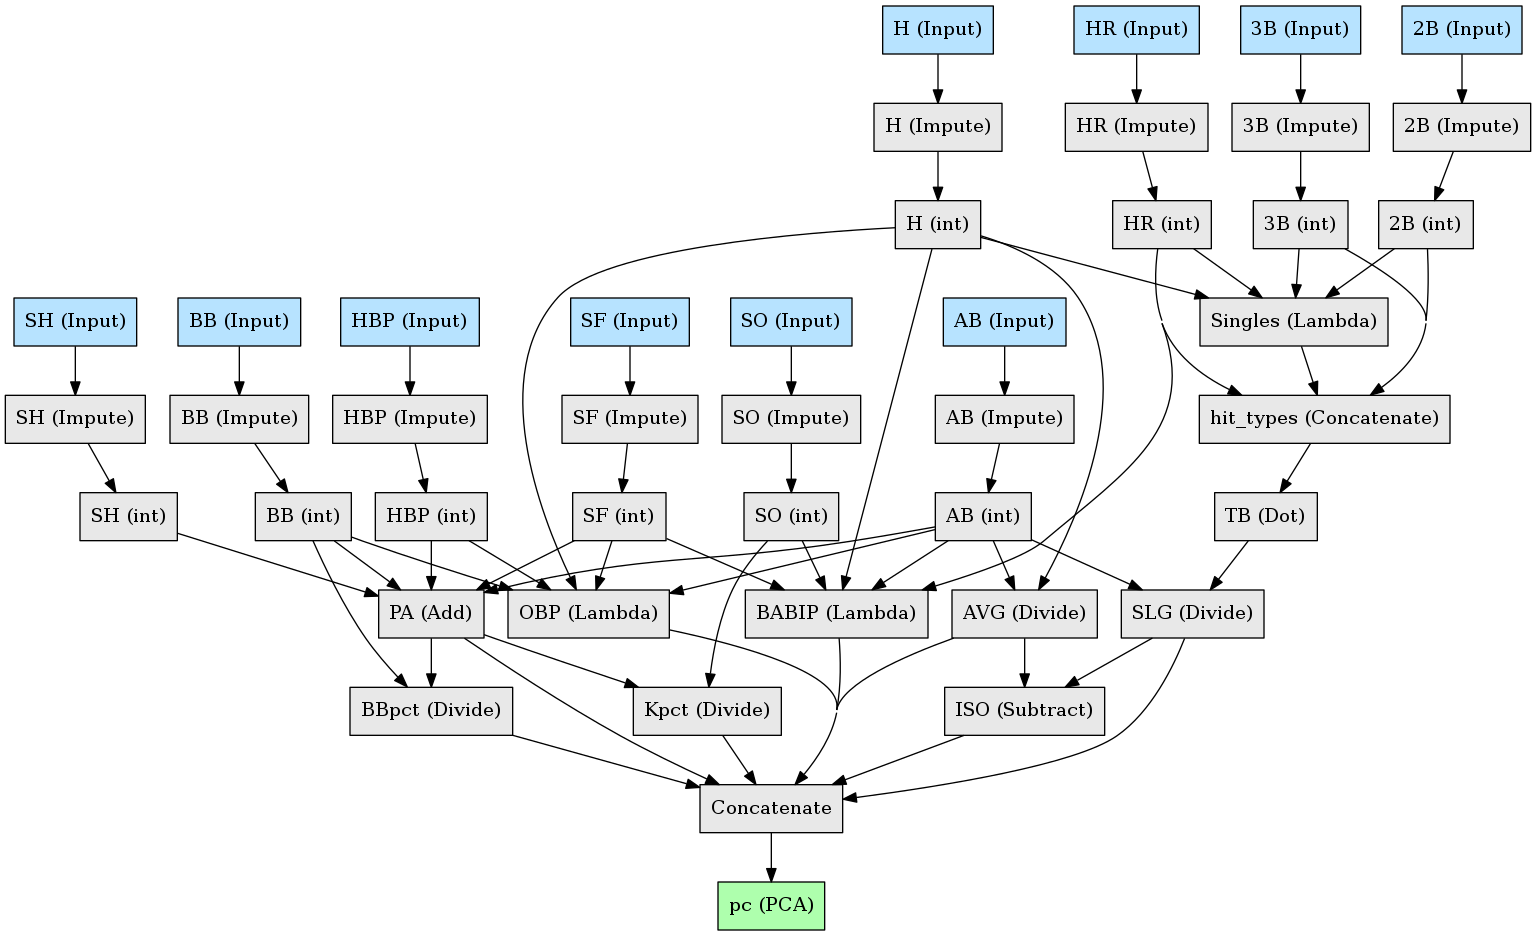 H (Input)
HR (Input)
3B (Input)
2B (Input)
H (Impute)
HR (Impute)
3B (Impute)
2B (Impute)
H (int)
HR (int)
3B (int)
2B (int)
SH (Input)
BB (Input)
HBP (Input)
SF (Input)
SO (Input)
AB (Input)
Singles (Lambda)
SH (Impute)
BB (Impute)
HBP (Impute)
SF (Impute)
SO (Impute)
AB (Impute)
hit_types (Concatenate)
SH (int)
BB (int)
HBP (int)
SF (int)
SO (int)
AB (int)
TB (Dot)
PA (Add)
OBP (Lambda)
BABIP (Lambda)
AVG (Divide)
SLG (Divide)
BBpct (Divide)
Kpct (Divide)
ISO (Subtract)
Concatenate
pc (PCA)